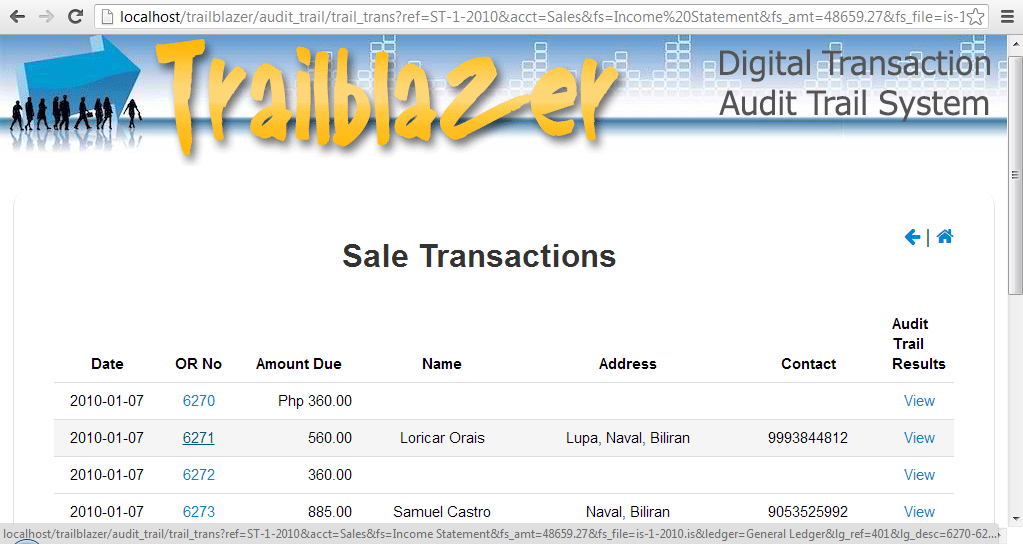 localhost/trailblazer/audit_trail/trail_trans?ref=ST-1-2010&acct=Sales&fs=Income%20Statement&fs_amt=48659.27&fs_file=is-1
Trailblazer
Digital Transaction
Audit Trail System
Sale Transactions
|
Audit
Trail
Date OR No Amount Due Name Address Contact Results
2010-01-07 6270 Php 360.00 View
2010-01-07 6271 560.00 Loricar Orais Lupa, Naval, Biliran 9993844812 View
2010-01-07 6272 360.00 View
2010-01-07 6273 885.00 Samuel Castro Naval, Biliran 9053525992 View
localhost/trailblazer/audit_trail/trail_trans?ref=ST-1-2010&acct=Sales&fs=Income Statement&fs_amt=48659.27&fs_file=is-1-2010.is&ledger=General Ledger&lg_ref=401&lg_desc=6270-62...